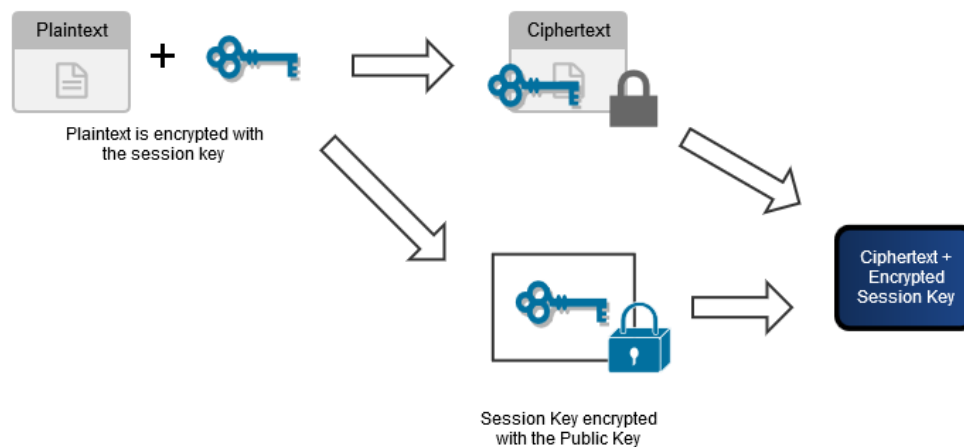 Plaintext
+
Ciphertext
Plaintext is encrypted with
the session key
Ciphertext +
Encrypted
Session Key
Session Key encrypted
with the Public Key